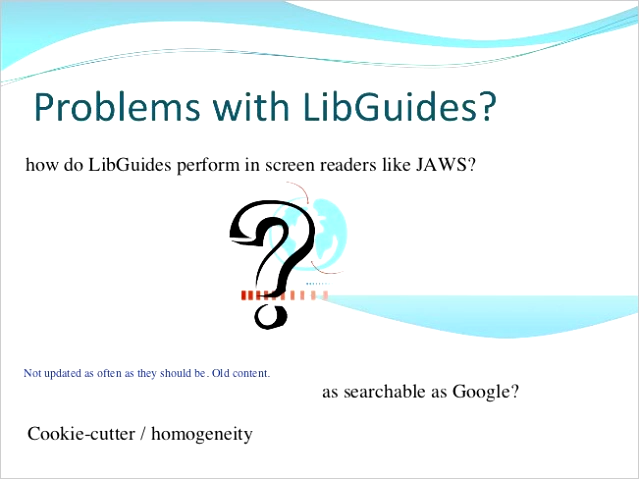 Problems with LibGuides?
how do LibGuides perform in screen readers like JAWS?
?
Not updated as often as they should be. Old content.
as searchable as Google?
Cookie-cutter / homogeneity